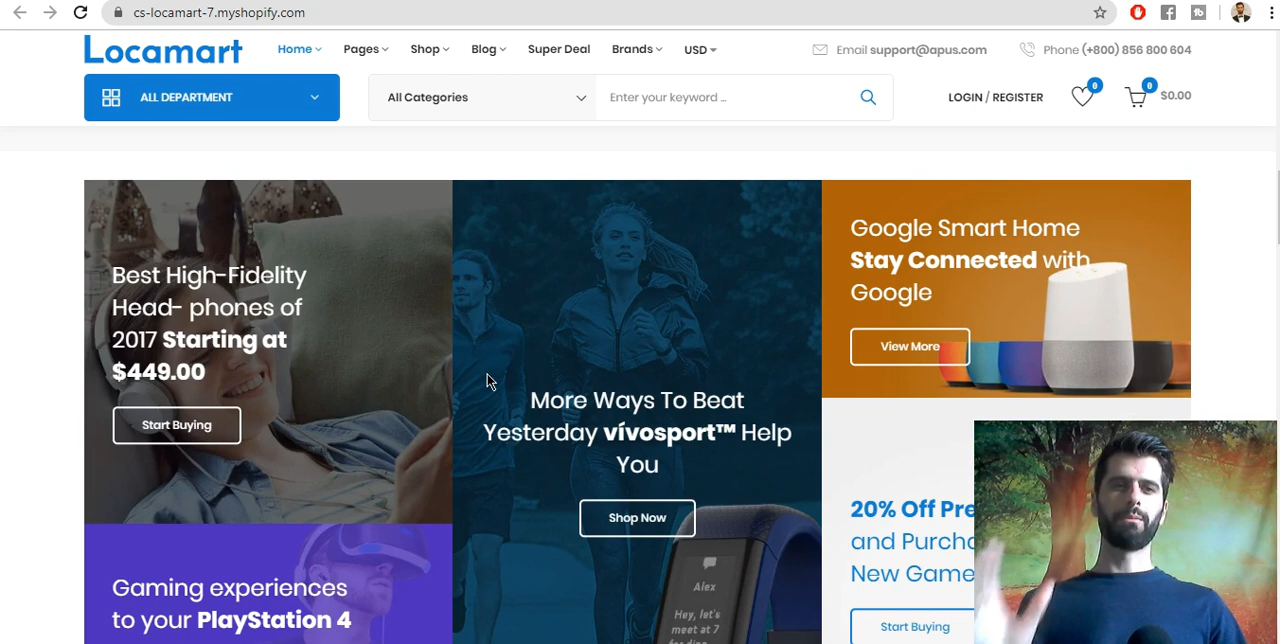 cs-locamart-7.myshopify.com
Locamart
Home Pages Shop Blog Super Deal Brands USD
Email support@apus.com
Phone (+800) 856 800 604
ALL DEPARTMENT
All Categories
Enter your keyword ...
LOGIN / REGISTER
0
0
$0.00
Best High-Fidelity
Head- phones of
2017 Starting at
$449.00
Start Buying
Gaming experiences
to your PlayStation 4
More Ways To Beat
Yesterday vívosport™ Help
You
Shop Now
Alex
Hey, let's
meet at 7
Google Smart Home
Stay Connected with
Google
View More
20% Off Pre
and Purcha
New Game
Start Buying